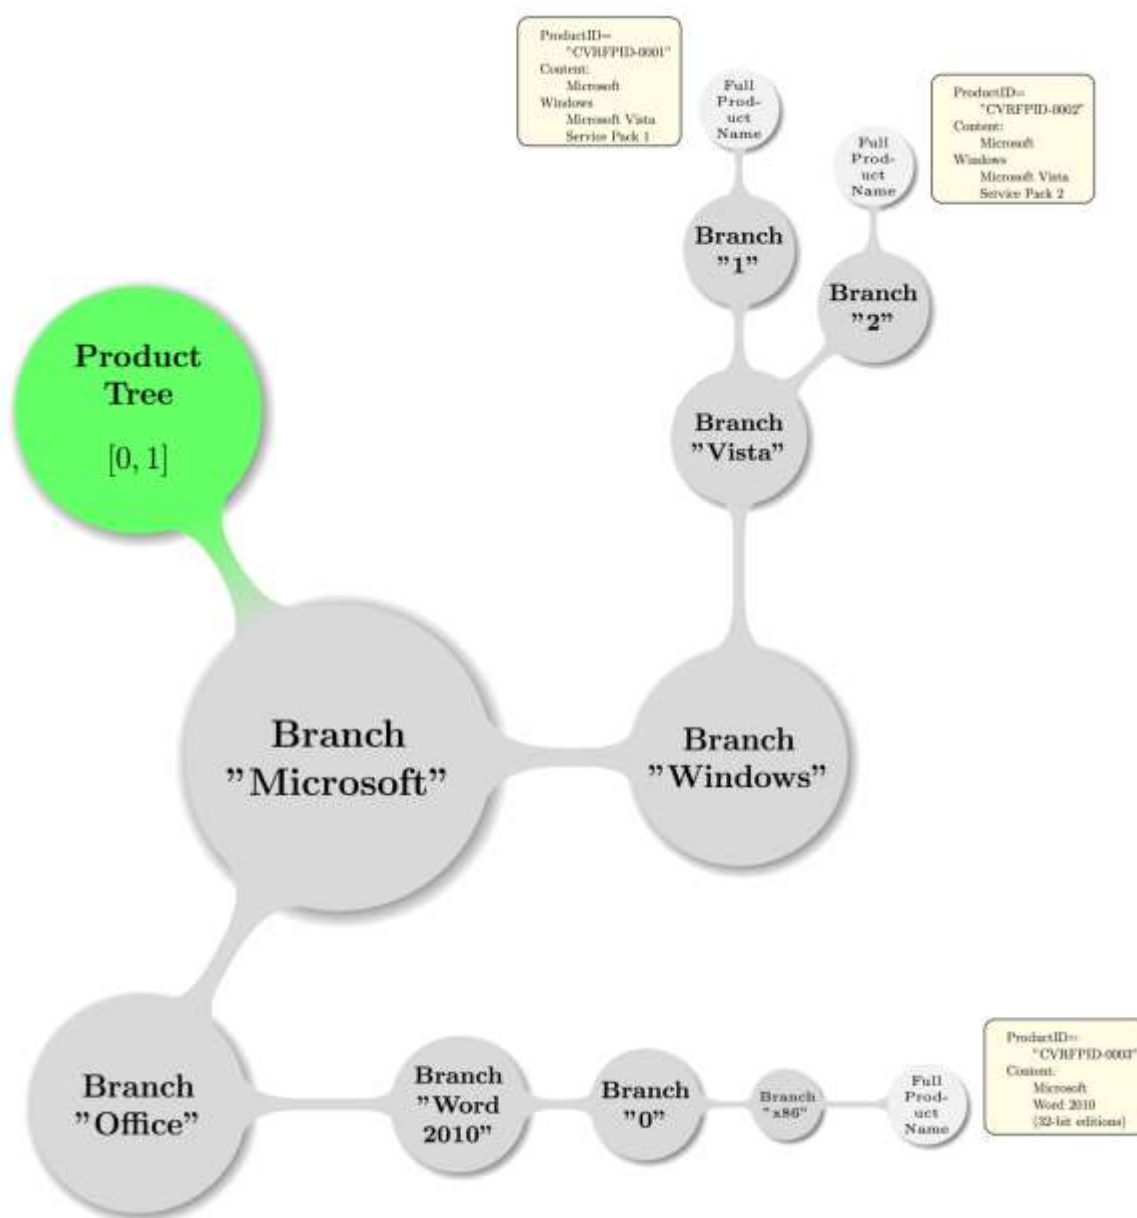 ProductID=
"CVRFPID-0001"
Content:
Microsoft
Windows
Microsoft Vista
Service Pack 1
Full
Prod-
uct
Name
ProductID=
"CVRFPID-0002"
Content:
Microsoft
Windows
Microsoft Vista
Service Pack 2
Full
Prod-
uct
Name
Branch
"1"
Branch
"2"
Product
Tree
[0, 1]
Branch
"Vista"
Branch
"Microsoft"
Branch
"Windows"
Branch
"Office"
Branch
"Word
2010"
Branch
"0"
Branch
"x86"
Full
Prod-
uct
Name
ProductID=
"CVRFPID-0003"
Content:
Microsoft
Word 2010
(32-bit editions)